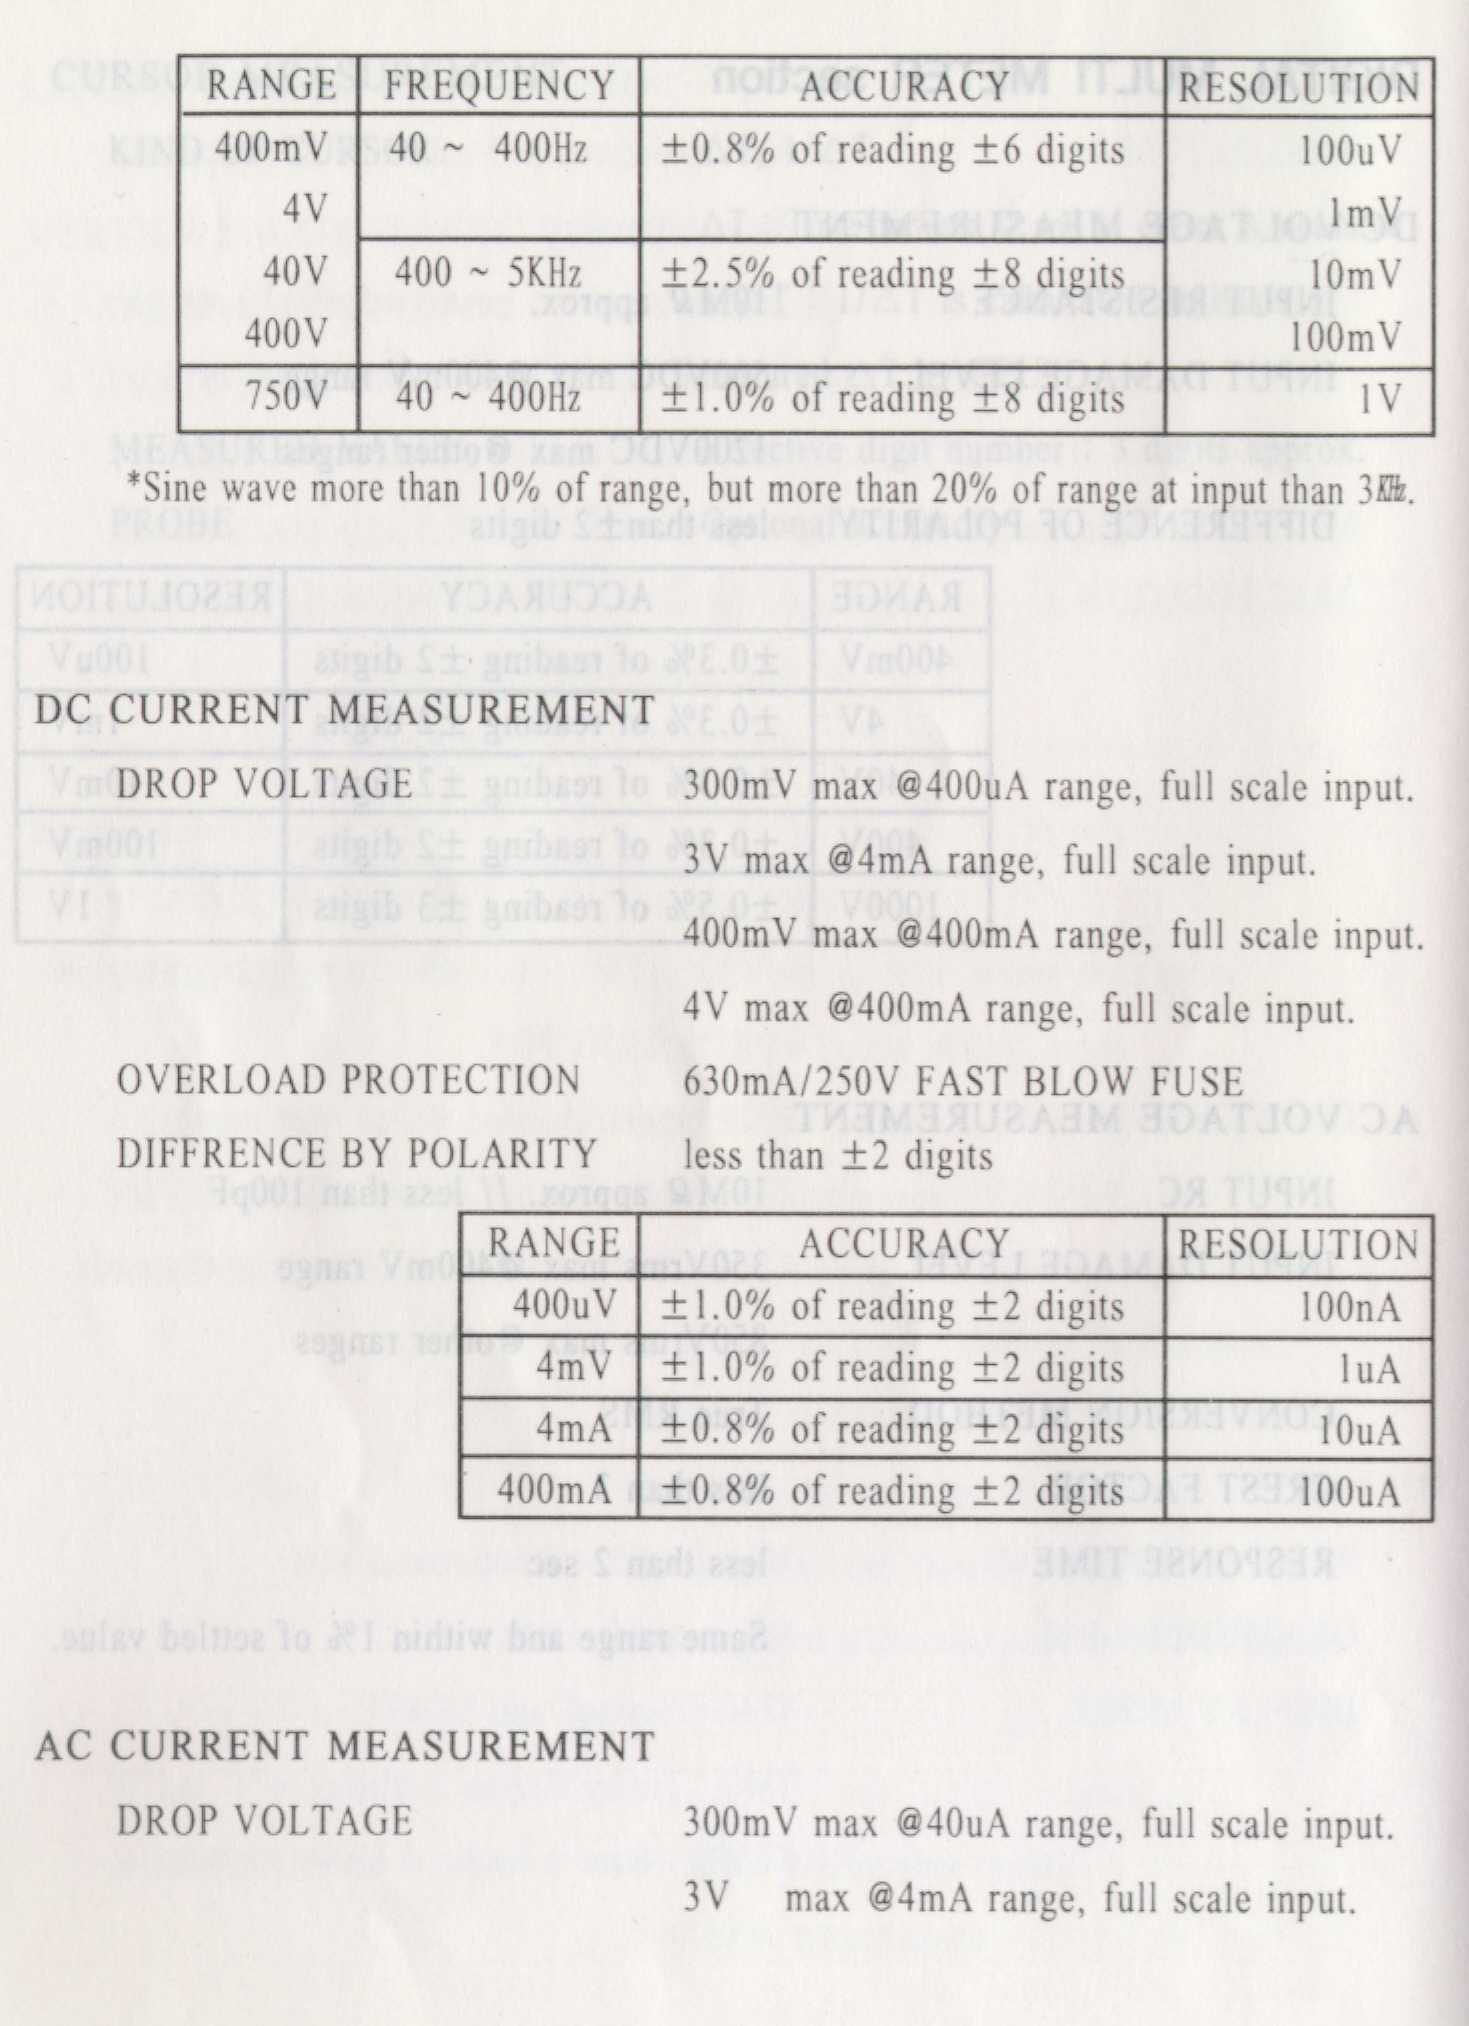 RANGE FREQUENCY ACCURACY RESOLUTION
400mV 40 ~ 400Hz ±0.8% of reading ±6 digits 100uV
4V 1mV
40V 400 ~ 5KHz ±2.5% of reading ±8 digits 10mV
400V 100mV
750V 40 ~ 400Hz ±1.0% of reading ±8 digits 1V
*Sine wave more than 10% of range, but more than 20% of range at input than 3KHz.
DC CURRENT MEASUREMENT
DROP VOLTAGE 300mV max @400uA range, full scale input.
3V max @4mA range, full scale input.
400mV max @400mA range, full scale input.
4V max @400mA range, full scale input.
OVERLOAD PROTECTION 630mA/250V FAST BLOW FUSE
DIFFRENCE BY POLARITY less than ±2 digits
RANGE ACCURACY RESOLUTION
400uV ±1.0% of reading ±2 digits 100nA
4mV ±1.0% of reading ±2 digits 1uA
4mA ±0.8% of reading ±2 digits 10uA
400mA ±0.8% of reading ±2 digits 100uA
AC CURRENT MEASUREMENT
DROP VOLTAGE 300mV max @40uA range, full scale input.
3V max @4mA range, full scale input.